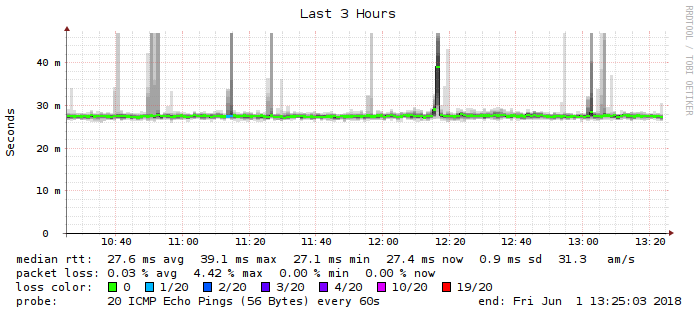 Last 3 Hours
RRDTOOL / TOBI OETIKER
Seconds
40 m
30 m
20 m
10 m
0
10:40 11:00 11:20 11:40 12:00 12:20 12:40 13:00 13:20
median rtt: 27.6 ms avg 39.1 ms max 27.1 ms min 27.4 ms now 0.9 ms sd 31.3 am/s
packet loss: 0.03 % avg 4.42 % max 0.00 % min 0.00 % now
loss color: 0 1/20 2/20 3/20 4/20 10/20 19/20
probe: 20 ICMP Echo Pings (56 Bytes) every 60s end: Fri Jun 1 13:25:03 2018